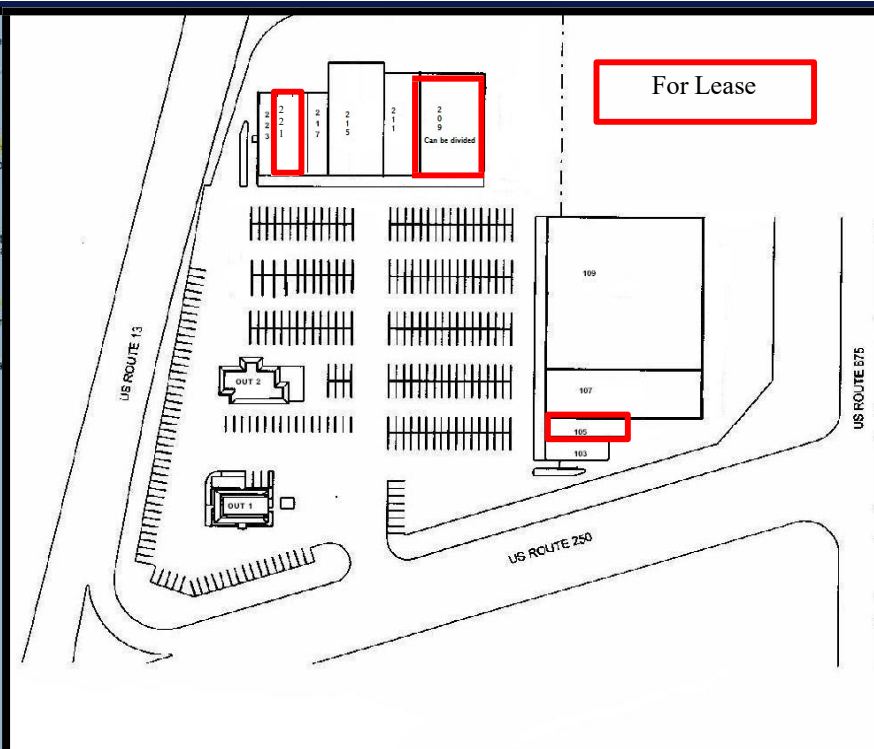 For Lease
223
221
217
215
211
209
Can be divided
109
US ROUTE 13
US ROUTE 675
OUT 2
107
105
103
OUT 1
US ROUTE 250